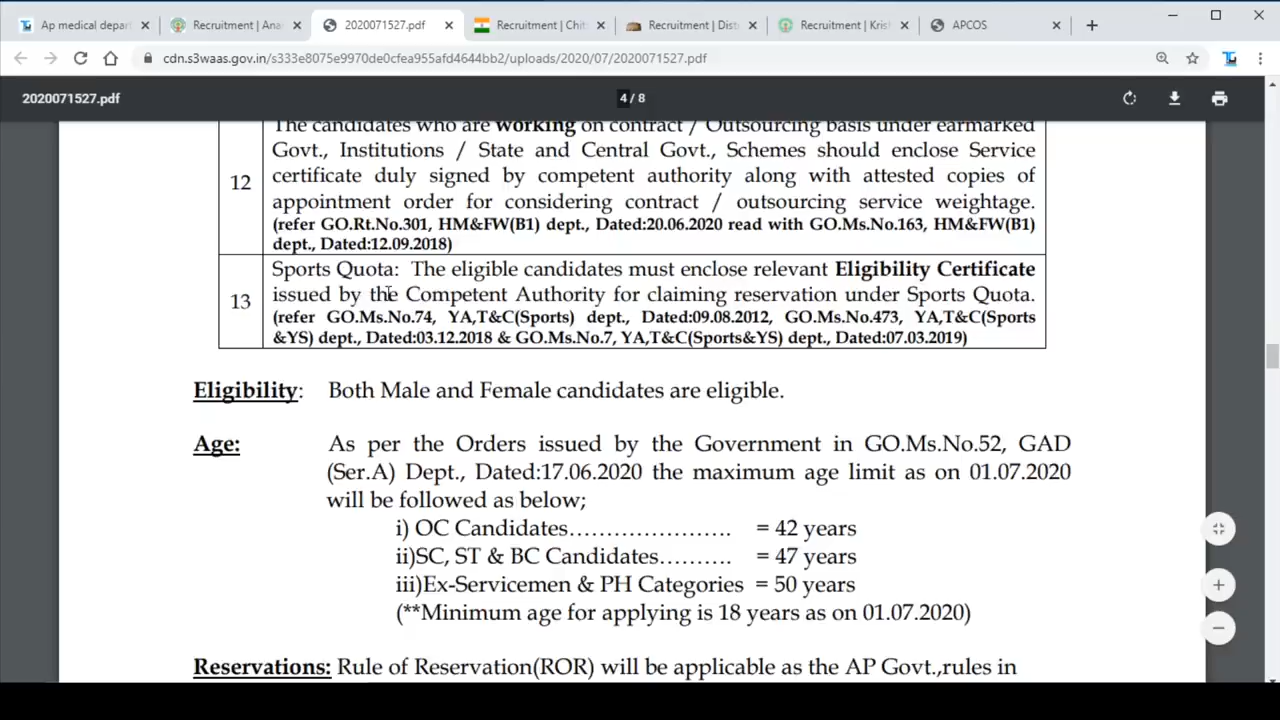 Ap medical depar
Recruitment | Anai
2020071527.pdf
Recruitment | Chit
Recruitment | Dist
Recruitment | Kris
APCOS
cdn.s3waas.gov.in/s333e8075e9970de0cfea955afd4644bb2/uploads/2020/07/2020071527.pdf
2020071527.pdf
4 / 8
The candidates who are working on contract / Outsourcing basis under earmarked
Govt., Institutions / State and Central Govt., Schemes should enclose Service
12
certificate duly signed by competent authority along with attested copies of
appointment order for considering contract / outsourcing service weightage.
(refer GO.Rt.No.301, HM&FW(B1) dept., Dated:20.06.2020 read with GO.Ms.No.163, HM&FW(B1)
dept., Dated:12.09.2018)
Sports Quota: The eligible candidates must enclose relevant Eligibility Certificate
13
issued by the Competent Authority for claiming reservation under Sports Quota.
(refer GO.Ms.No.74, YA,T&C(Sports) dept., Dated:09.08.2012, GO.Ms.No.473, YA,T&C(Sports
&YS) dept., Dated:03.12.2018 & GO.Ms.No.7, YA,T&C(Sports&YS) dept., Dated:07.03.2019)
Eligibility: Both Male and Female candidates are eligible.
Age: As per the Orders issued by the Government in GO.Ms.No.52, GAD
(Ser.A) Dept., Dated:17.06.2020 the maximum age limit as on 01.07.2020
will be followed as below;
i) OC Candidates…………………. = 42 years
ii)SC, ST & BC Candidates………. = 47 years
iii)Ex-Servicemen & PH Categories = 50 years
(**Minimum age for applying is 18 years as on 01.07.2020)
Reservations: Rule of Reservation(ROR) will be applicable as the AP Govt.,rules in